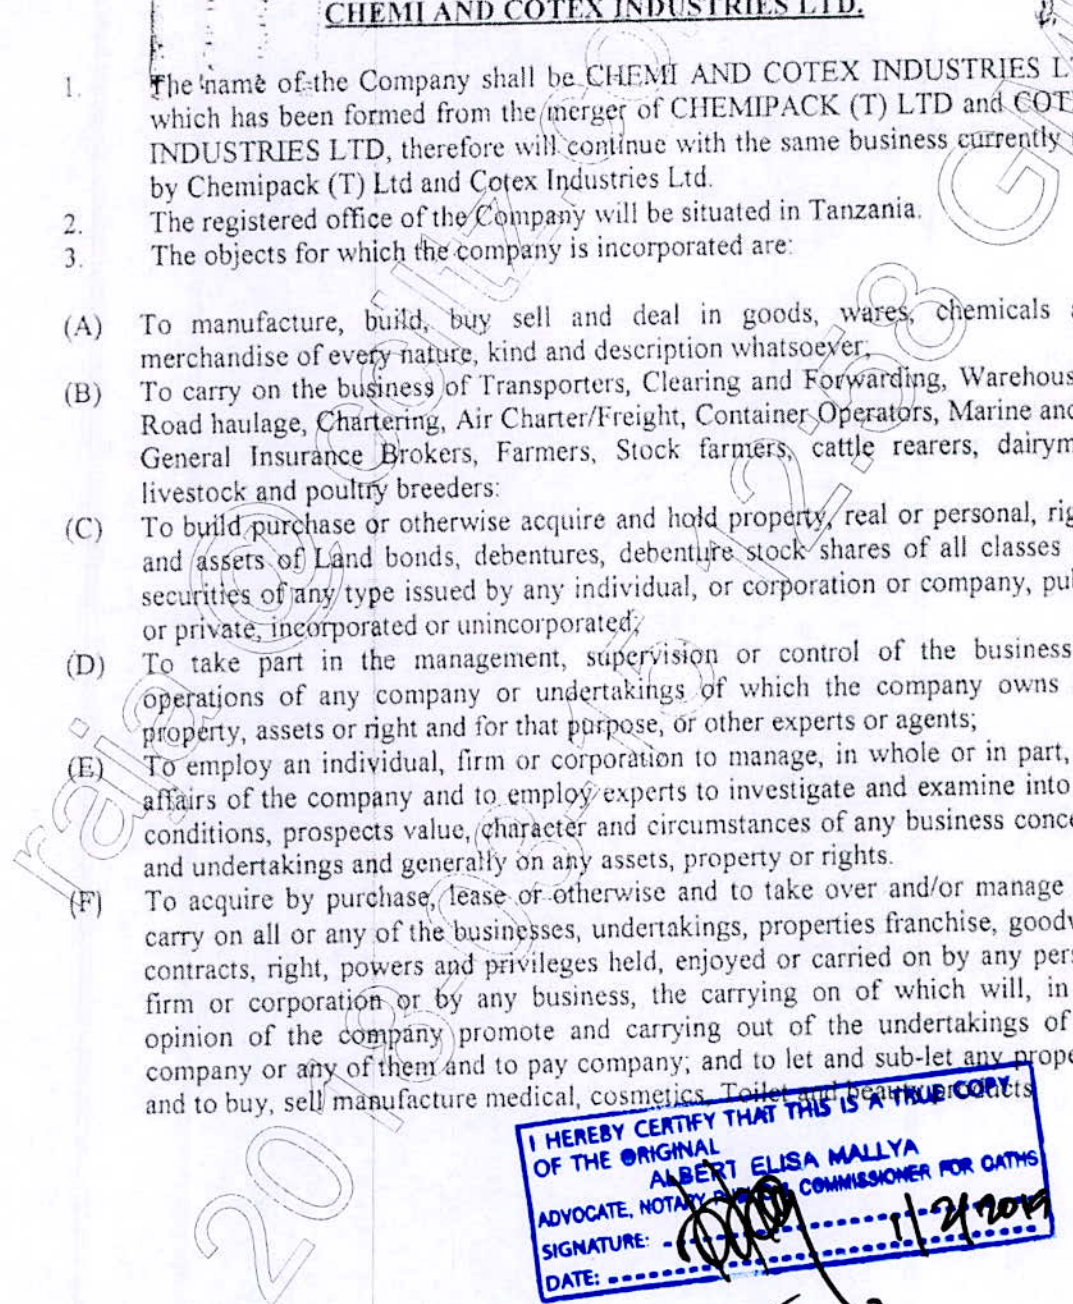 CHEMI AND COTEX INDUSTRIES LTD.
1. The name of the Company shall be CHEMI AND COTEX INDUSTRIES
which has been formed from the merger of CHEMIPACK (T) LTD and
INDUSTRIES LTD, therefore will continue with the same business currently
by Chemipack (T) Ltd and Cotex Industries Ltd.
2. The registered office of the Company will be situated in Tanzania.
3. The objects for which the company is incorporated are:
(A) To manufacture, build, buy sell and deal in goods, wares, chemicals
merchandise of every nature, kind and description whatsoever;
(B) To carry on the business of Transporters, Clearing and Forwarding, Warehous
Road haulage, Chartering, Air Charter/Freight, Container Operators, Marine and
General Insurance Brokers, Farmers, Stock farmers, cattle rearers, dairym
livestock and poultry breeders:
(C) To build purchase or otherwise acquire and hold property, real or personal, rig
and assets of Land bonds, debentures, debenture stock shares of all classes
securities of any type issued by any individual, or corporation or company, pu
or private, incorporated or unincorporated;
(D) To take part in the management, supervision or control of the business
operations of any company or undertakings of which the company owns
property, assets or right and for that purpose, or other experts or agents;
(E) To employ an individual, firm or corporation to manage, in whole or in part,
affairs of the company and to employ experts to investigate and examine into
conditions, prospects value, character and circumstances of any business conce
and undertakings and generally on any assets, property or rights.
(F) To acquire by purchase, lease or otherwise and to take over and/or manage
carry on all or any of the businesses, undertakings, properties franchise, goodw
contracts, right, powers and privileges held, enjoyed or carried on by any pers
firm or corporation or by any business, the carrying on of which will, in
opinion of the company promote and carrying out of the undertakings of
company or any of them and to pay company; and to let and sub-let any prope
and to buy, sell manufacture medical, cosmetics, Toilet and beauty products
I HEREBY CERTIFY THAT THIS IS A TRUE COPY
OF THE ORIGINAL
ALBERT ELISA MALLYA
ADVOCATE, NOTARY COMMISSIONER FOR OATHS
SIGNATURE:
DATE: 1/2/2019